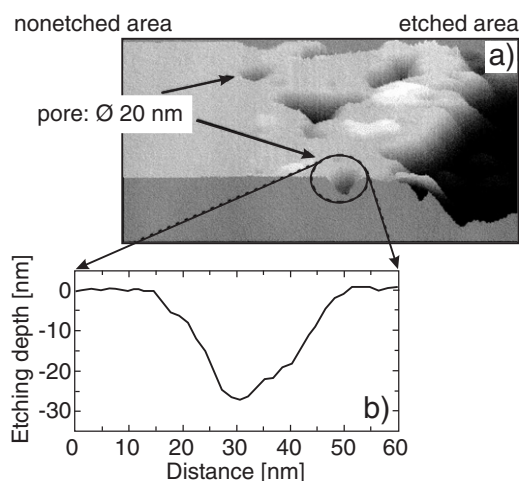 nonetched area etched area
a)
pore: Ø 20 nm
0
-10
-20
-30
Etching depth [nm]
b)
0 10 20 30 40 50 60
Distance [nm]